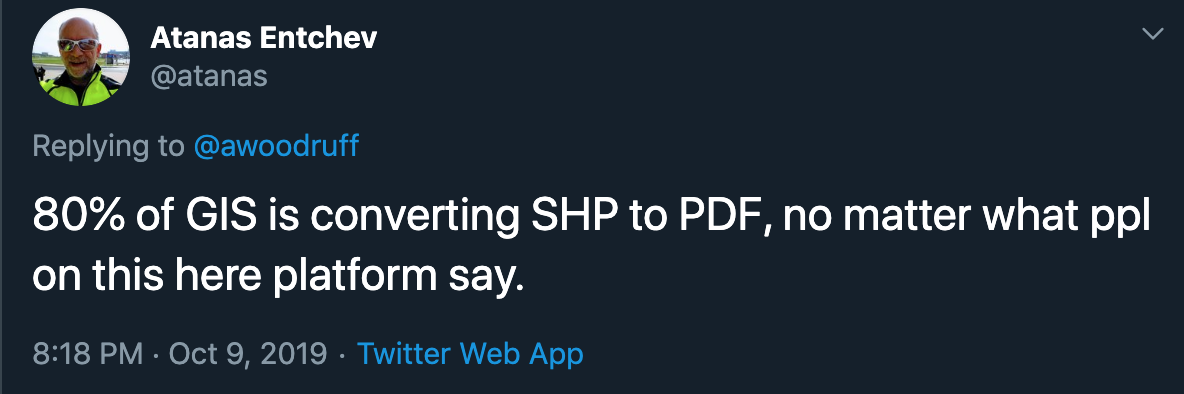 Atanas Entchev
@atanas
Replying to @awoodruff
80% of GIS is converting SHP to PDF, no matter what ppl
on this here platform say.
8:18 PM · Oct 9, 2019 · Twitter Web App